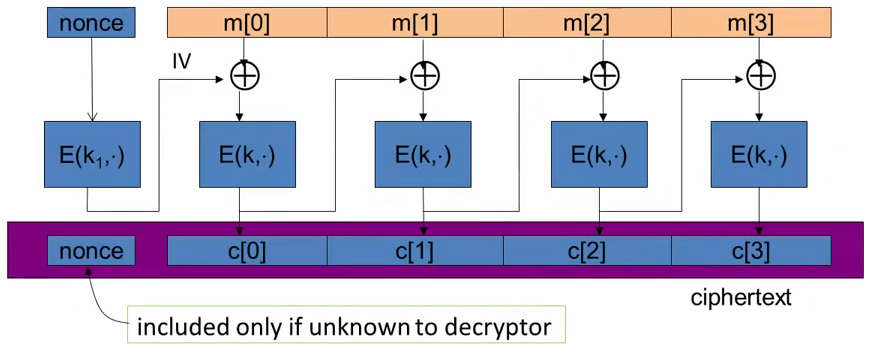 nonce m[0] m[1] m[2] m[3]
IV
E(k₁,·) E(k,·) E(k,·) E(k,·) E(k,·)
nonce c[0] c[1] c[2] c[3]
ciphertext
included only if unknown to decryptor